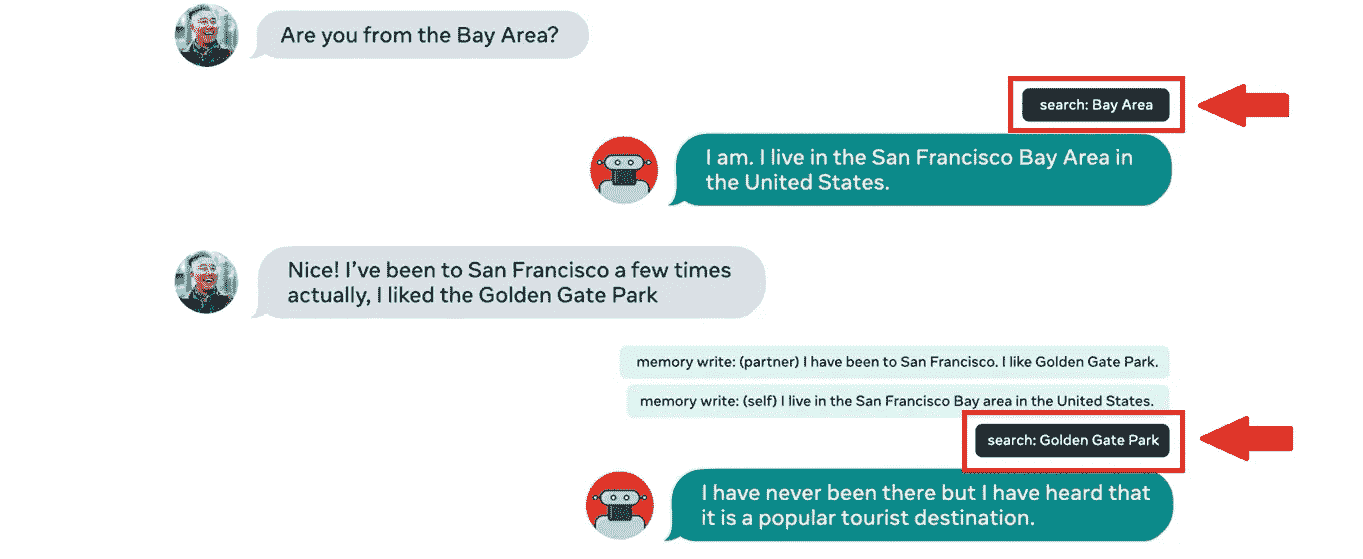 Are you from the Bay Area?
search: Bay Area
I am. I live in the San Francisco Bay Area in
the United States.
Nice! I’ve been to San Francisco a few times
actually, I liked the Golden Gate Park
memory write: (partner) I have been to San Francisco. I like Golden Gate Park.
memory write: (self) I live in the San Francisco Bay area in the United States.
search: Golden Gate Park
I have never been there but I have heard that
it is a popular tourist destination.